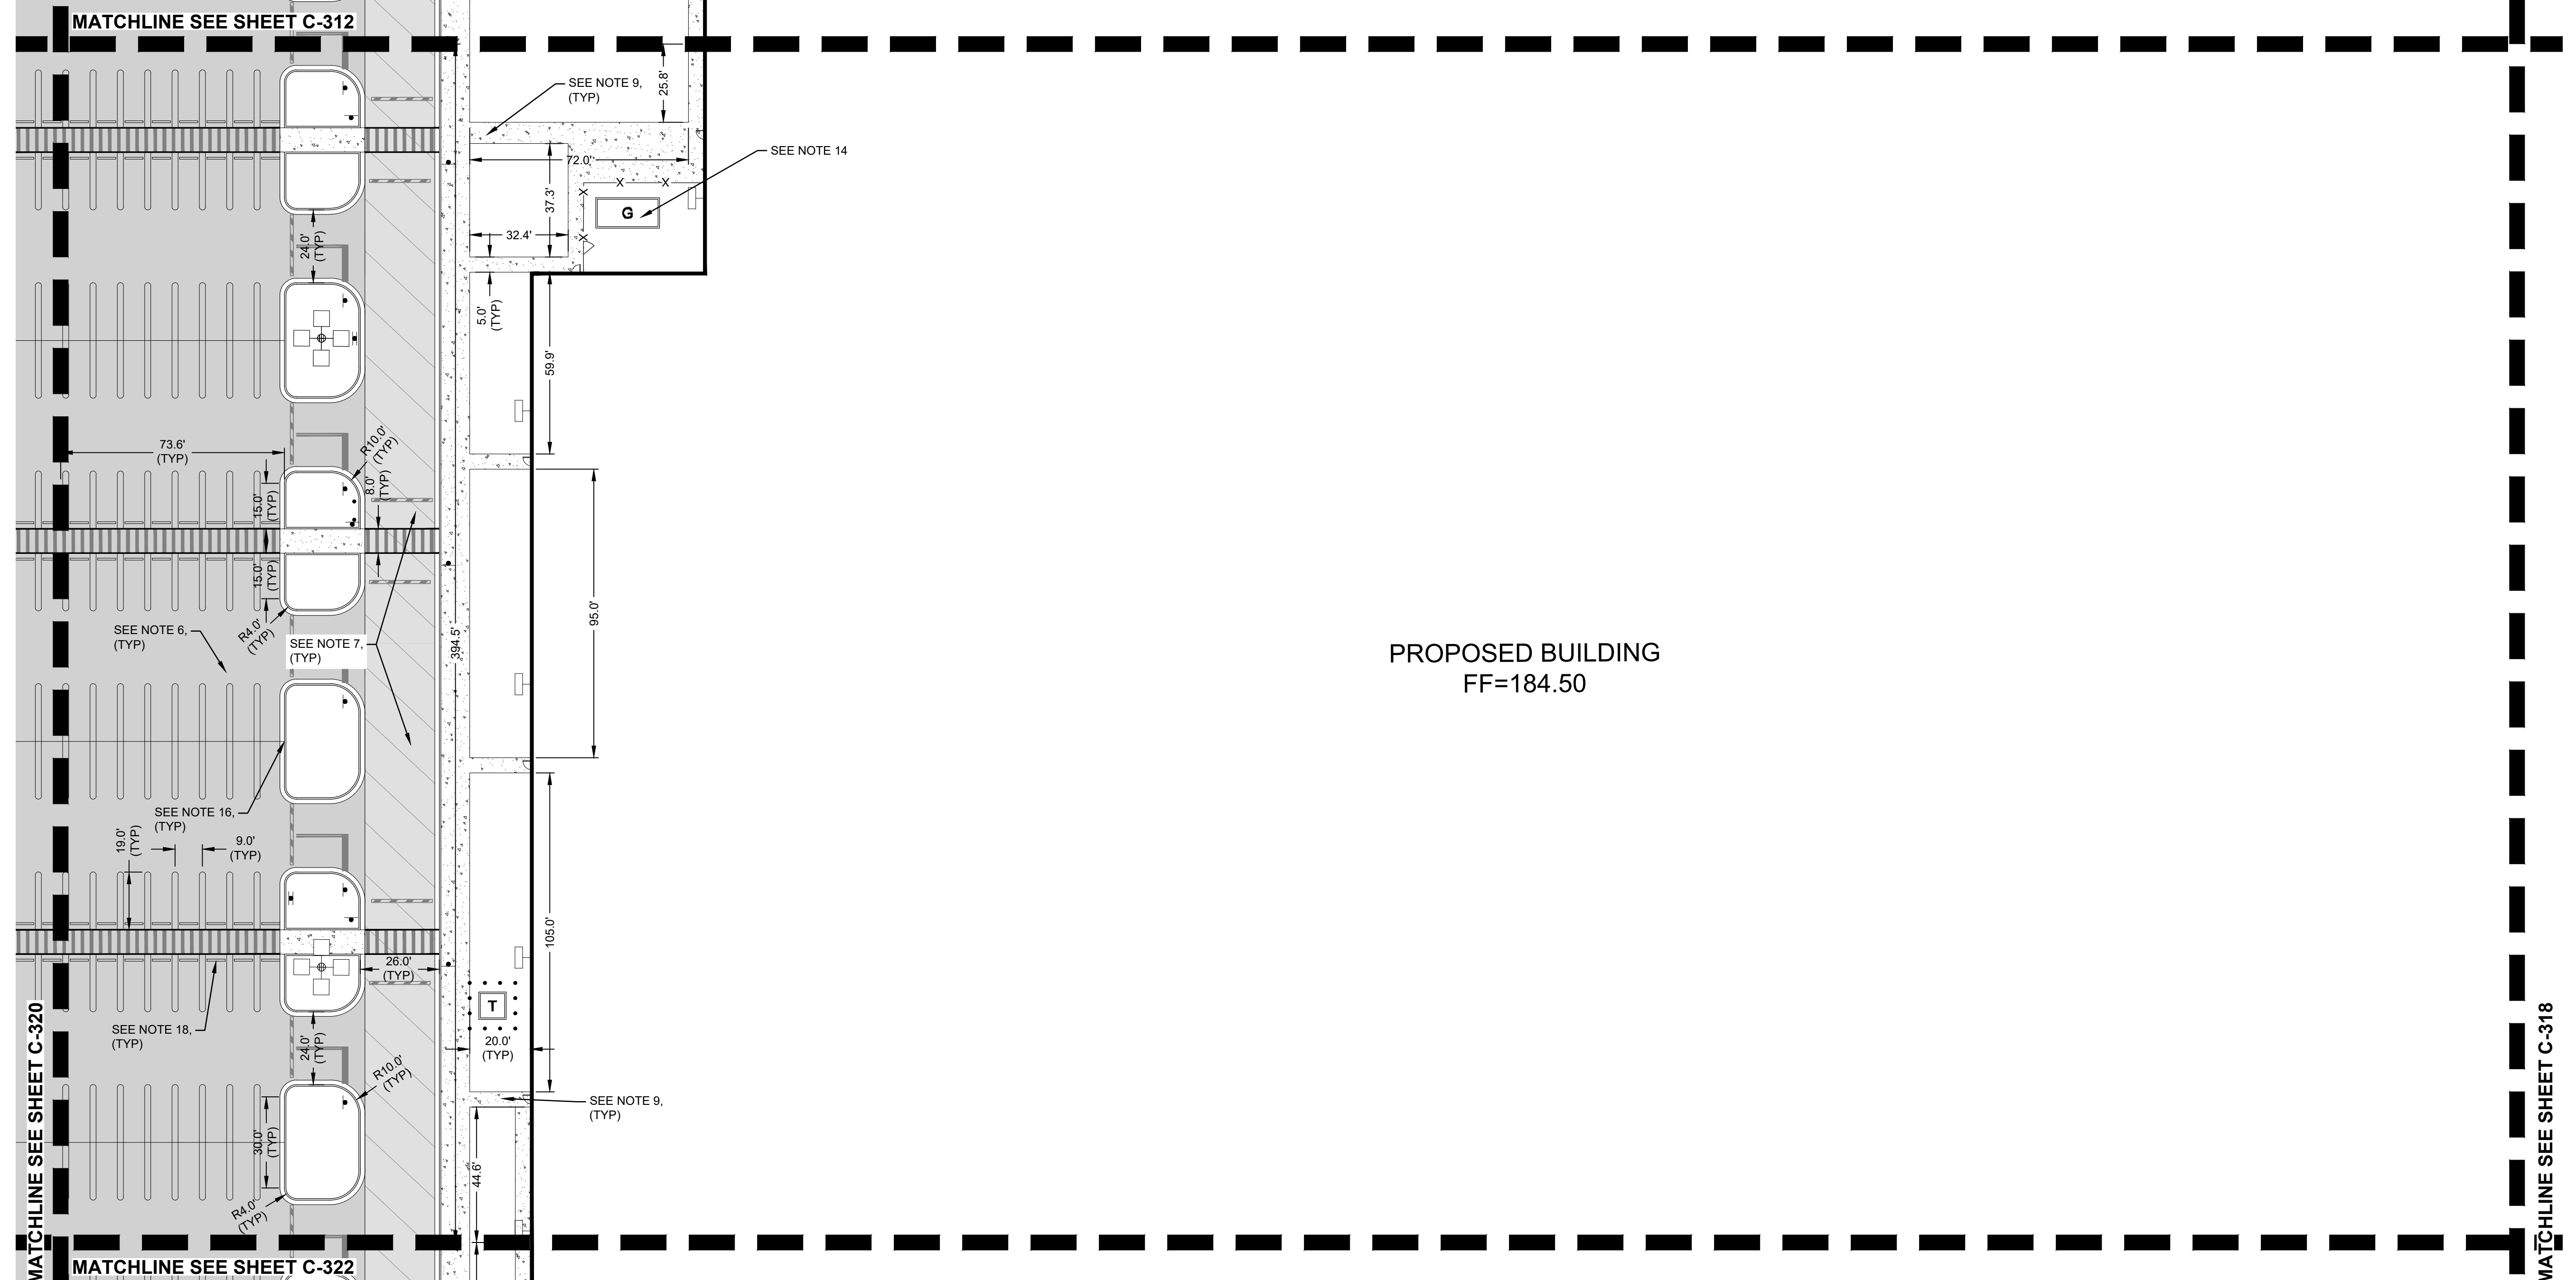 MATCHLINE SEE SHEET C-312
SEE NOTE 9,
(TYP)
25.8'
SEE NOTE 14
72.0'
37.3'
X
X
X
X
G
32.4'
24.0'
(TYP)
5.0'
(TYP)
59.9'
73.6'
(TYP)
R10.0'
(TYP)
8.0'
(TYP)
15.0'
(TYP)
15.0'
(TYP)
R4.0'
(TYP)
SEE NOTE 6,
(TYP)
SEE NOTE 7,
(TYP)
394.5'
95.0'
PROPOSED BUILDING
FF=184.50
SEE NOTE 16,
(TYP)
19.0'
(TYP)
9.0'
(TYP)
105.0'
26.0'
(TYP)
T
SEE NOTE 18,
(TYP)
20.0'
(TYP)
24.0'
(TYP)
R10.0'
(TYP)
SEE NOTE 9,
(TYP)
30.0'
(TYP)
44.6'
R4.0'
(TYP)
MATCHLINE SEE SHEET C-320
MATCHLINE SEE SHEET C-318
MATCHLINE SEE SHEET C-322